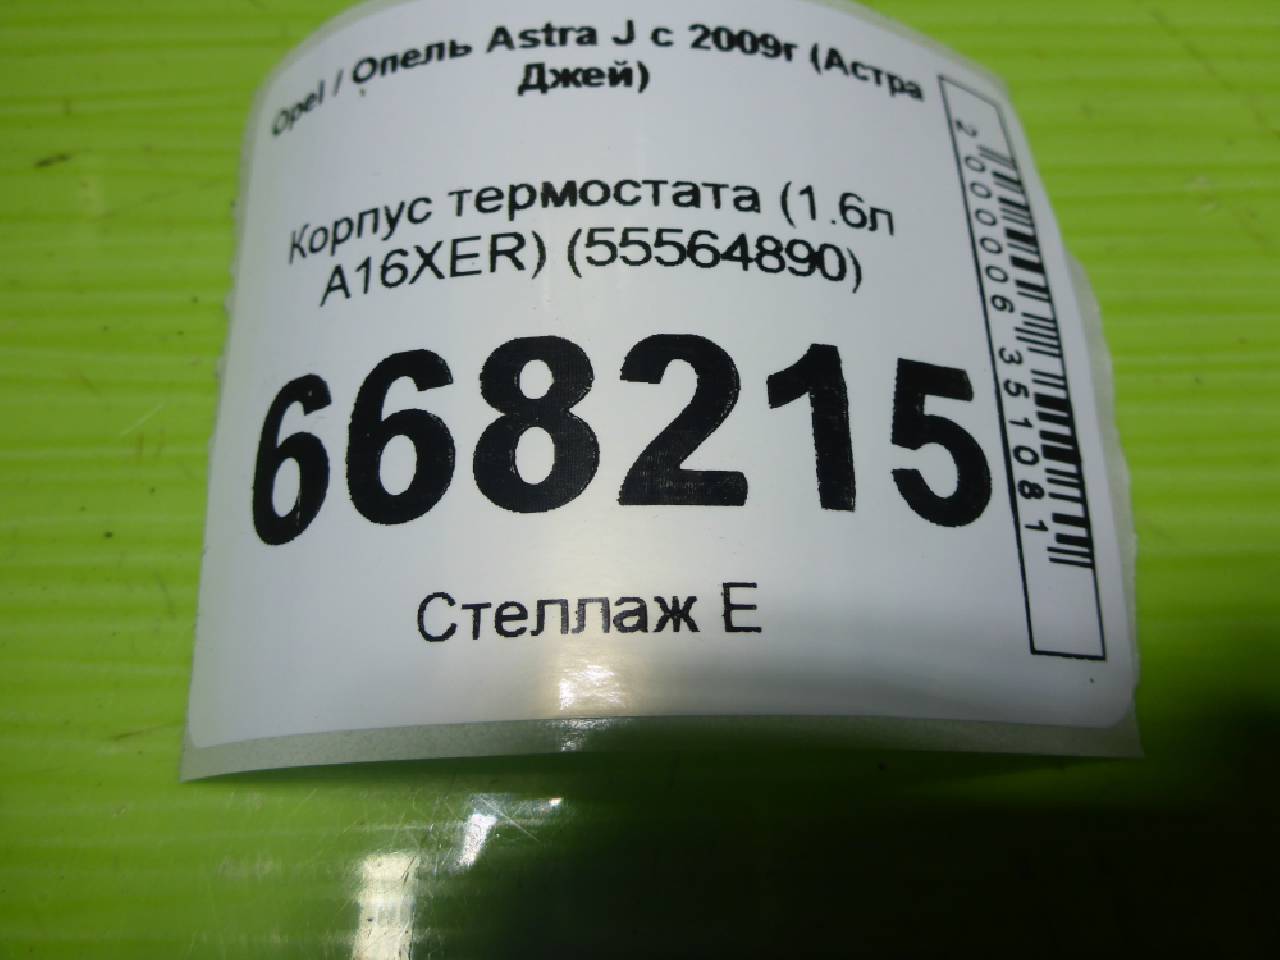 Opel / Опель Astra J с 2009г (Астра
Джей)
Корпус термостата (1.6л
A16XER) (55564890)
668215
Стеллаж Е
2000006351081